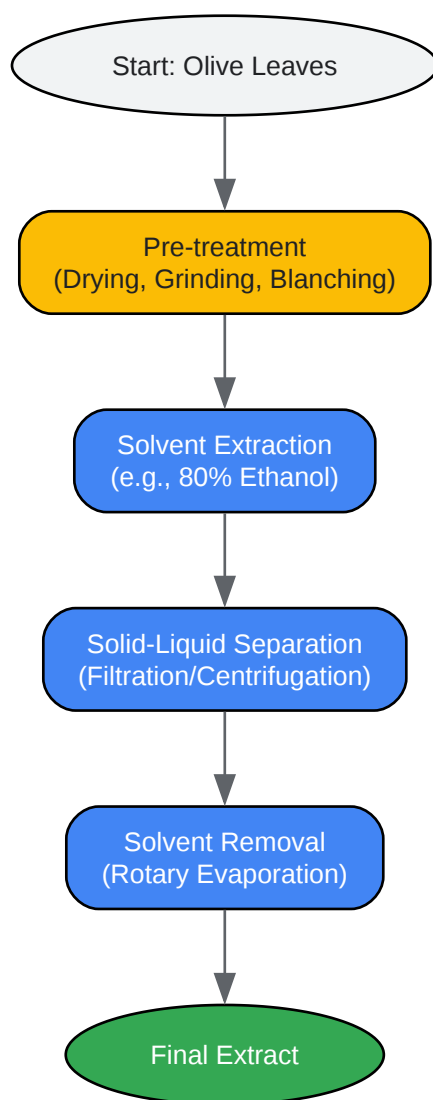 Start: Olive Leaves
Pre-treatment
(Drying, Grinding, Blanching)
Solvent Extraction
(e.g., 80% Ethanol)
Solid-Liquid Separation
(Filtration/Centrifugation)
Solvent Removal
(Rotary Evaporation)
Final Extract